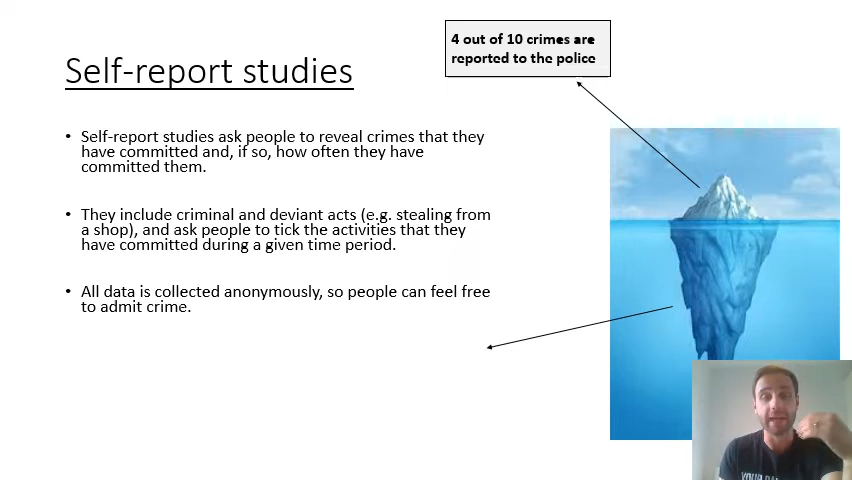 4 out of 10 crimes are
reported to the police
Self-report studies
• Self-report studies ask people to reveal crimes that they
have committed and, if so, how often they have
committed them.
• They include criminal and deviant acts (e.g. stealing from
a shop), and ask people to tick the activities that they
have committed during a given time period.
• All data is collected anonymously, so people can feel free
to admit crime.